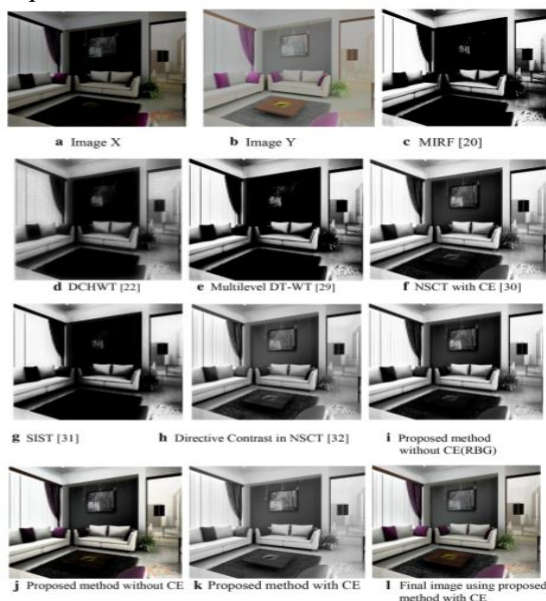 a Image X
b Image Y
c MIRF [20]
d DCHWT [22]
e Multilevel DT-WT [29]
f NSCT with CE [30]
g SIST [31]
h Directive Contrast in NSCT [32]
i Proposed method
without CE(RBG)
j Proposed method without CE
k Proposed method with CE
l Final image using proposed
method with CE